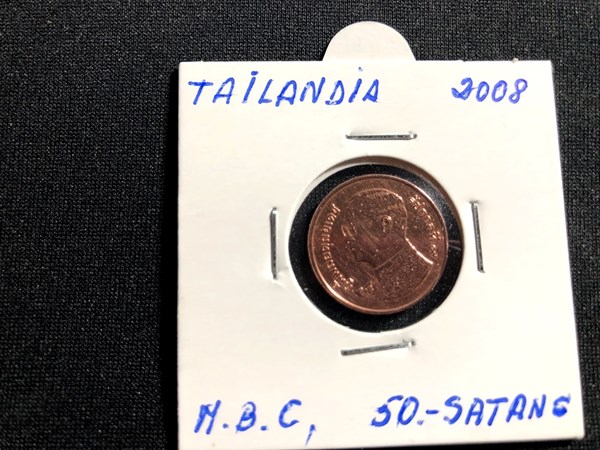 TAILANDIA 2008
M.B.C, 50.-SATANG